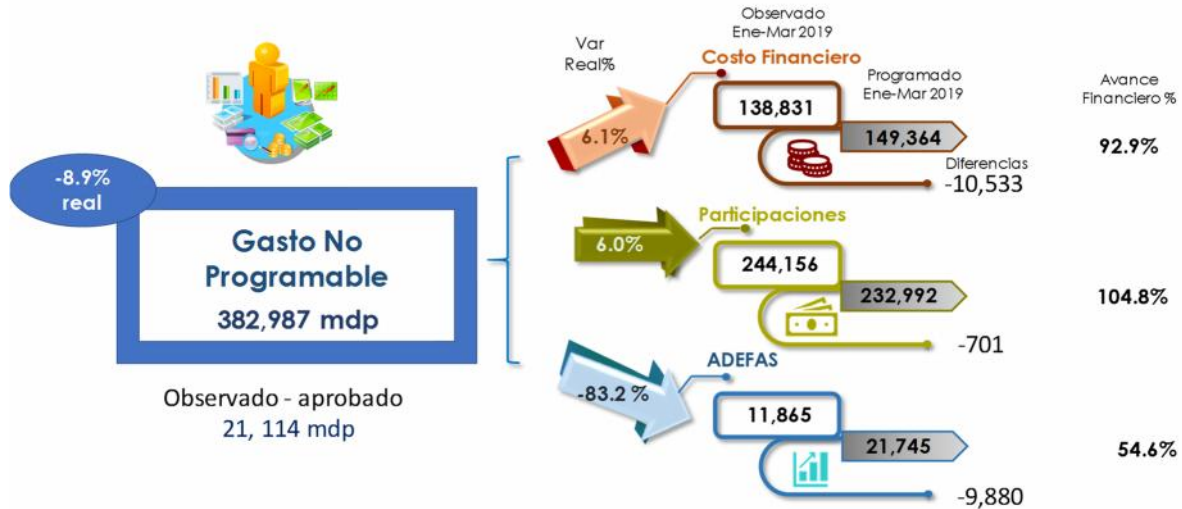 Observado
Ene-Mar 2019
Var
Real%
Costo Financiero
Programado
Ene-Mar 2019
Avance
Financiero %
138,831
6.1%
149,364
92.9%
Diferencias
-10,533
-8.9%
real
Gasto No
Programable
382,987 mdp
Observado - aprobado
21, 114 mdp
Participaciones
6.0%
244,156
232,992
104.8%
-701
ADEFAS
-83.2 %
11,865
21,745
54.6%
-9,880